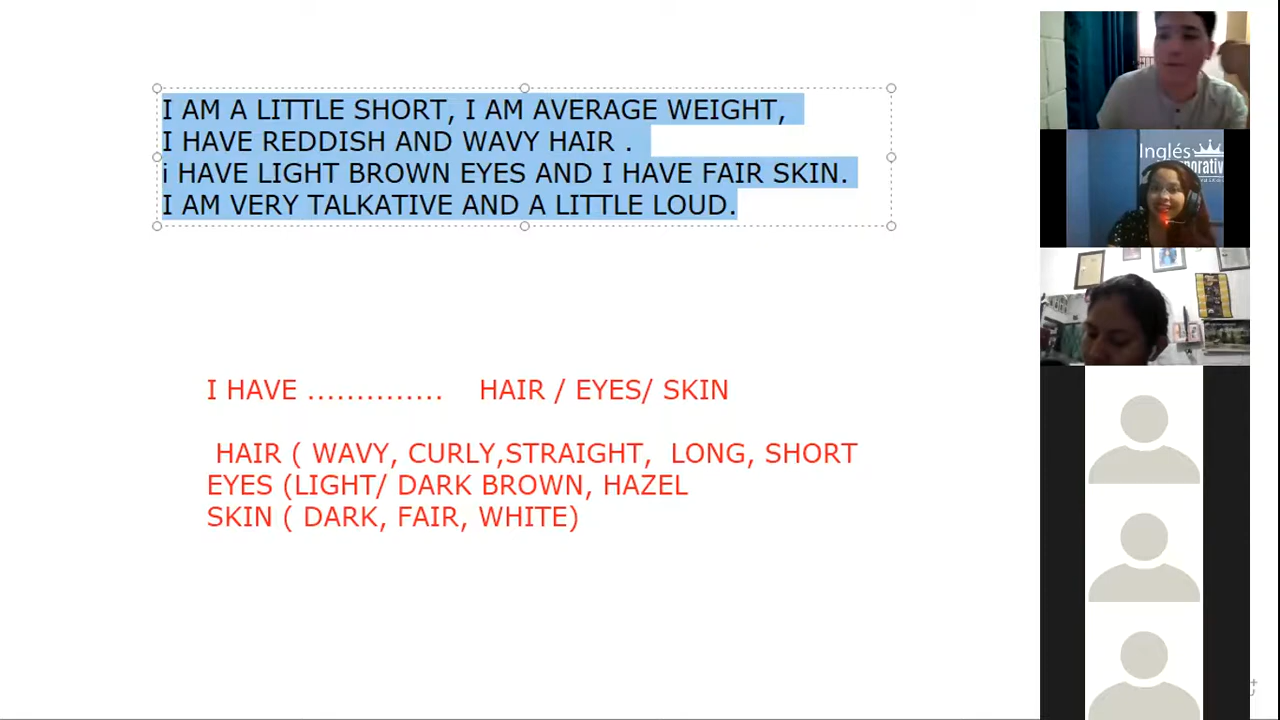 I AM A LITTLE SHORT, I AM AVERAGE WEIGHT,
I HAVE REDDISH AND WAVY HAIR .
i HAVE LIGHT BROWN EYES AND I HAVE FAIR SKIN.
I AM VERY TALKATIVE AND A LITTLE LOUD.
I HAVE .............. HAIR / EYES/ SKIN
HAIR ( WAVY, CURLY,STRAIGHT, LONG, SHORT
EYES (LIGHT/ DARK BROWN, HAZEL
SKIN ( DARK, FAIR, WHITE)
Inglés